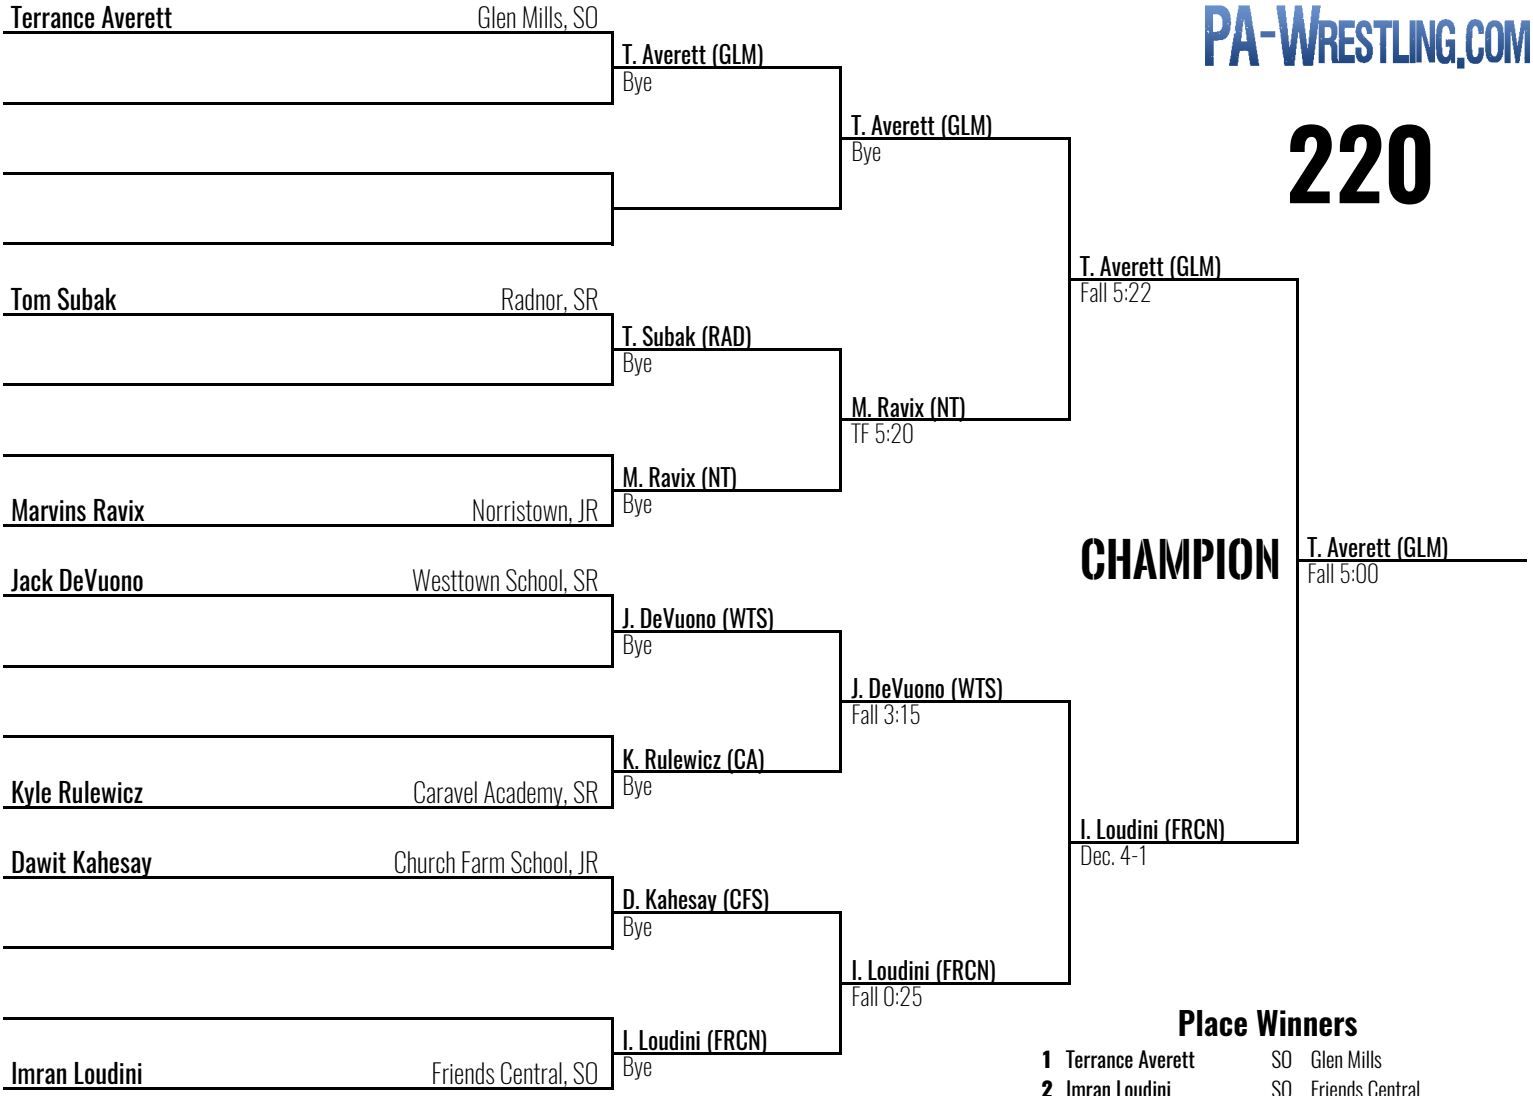 PA-WRESTLING.COM
220
Terrance Averett Glen Mills, SO
T. Averett (GLM)
Bye
T. Averett (GLM)
Bye
Tom Subak Radnor, SR
T. Subak (RAD)
Bye
T. Averett (GLM)
Fall 5:22
M. Ravix (NT)
TF 5:20
M. Ravix (NT)
Bye
Marvins Ravix Norristown, JR
CHAMPION
T. Averett (GLM)
Fall 5:00
Jack DeVuono Westtown School, SR
J. DeVuono (WTS)
Bye
J. DeVuono (WTS)
Fall 3:15
K. Rulewicz (CA)
Bye
Kyle Rulewicz Caravel Academy, SR
I. Loudini (FRCN)
Dec. 4-1
Dawit Kahesay Church Farm School, JR
D. Kahesay (CFS)
Bye
I. Loudini (FRCN)
Fall 0:25
I. Loudini (FRCN)
Bye
Imran Loudini Friends Central, SO
Place Winners
1 Terrance Averett SO Glen Mills
2 Imran Loudini SO Friends Central